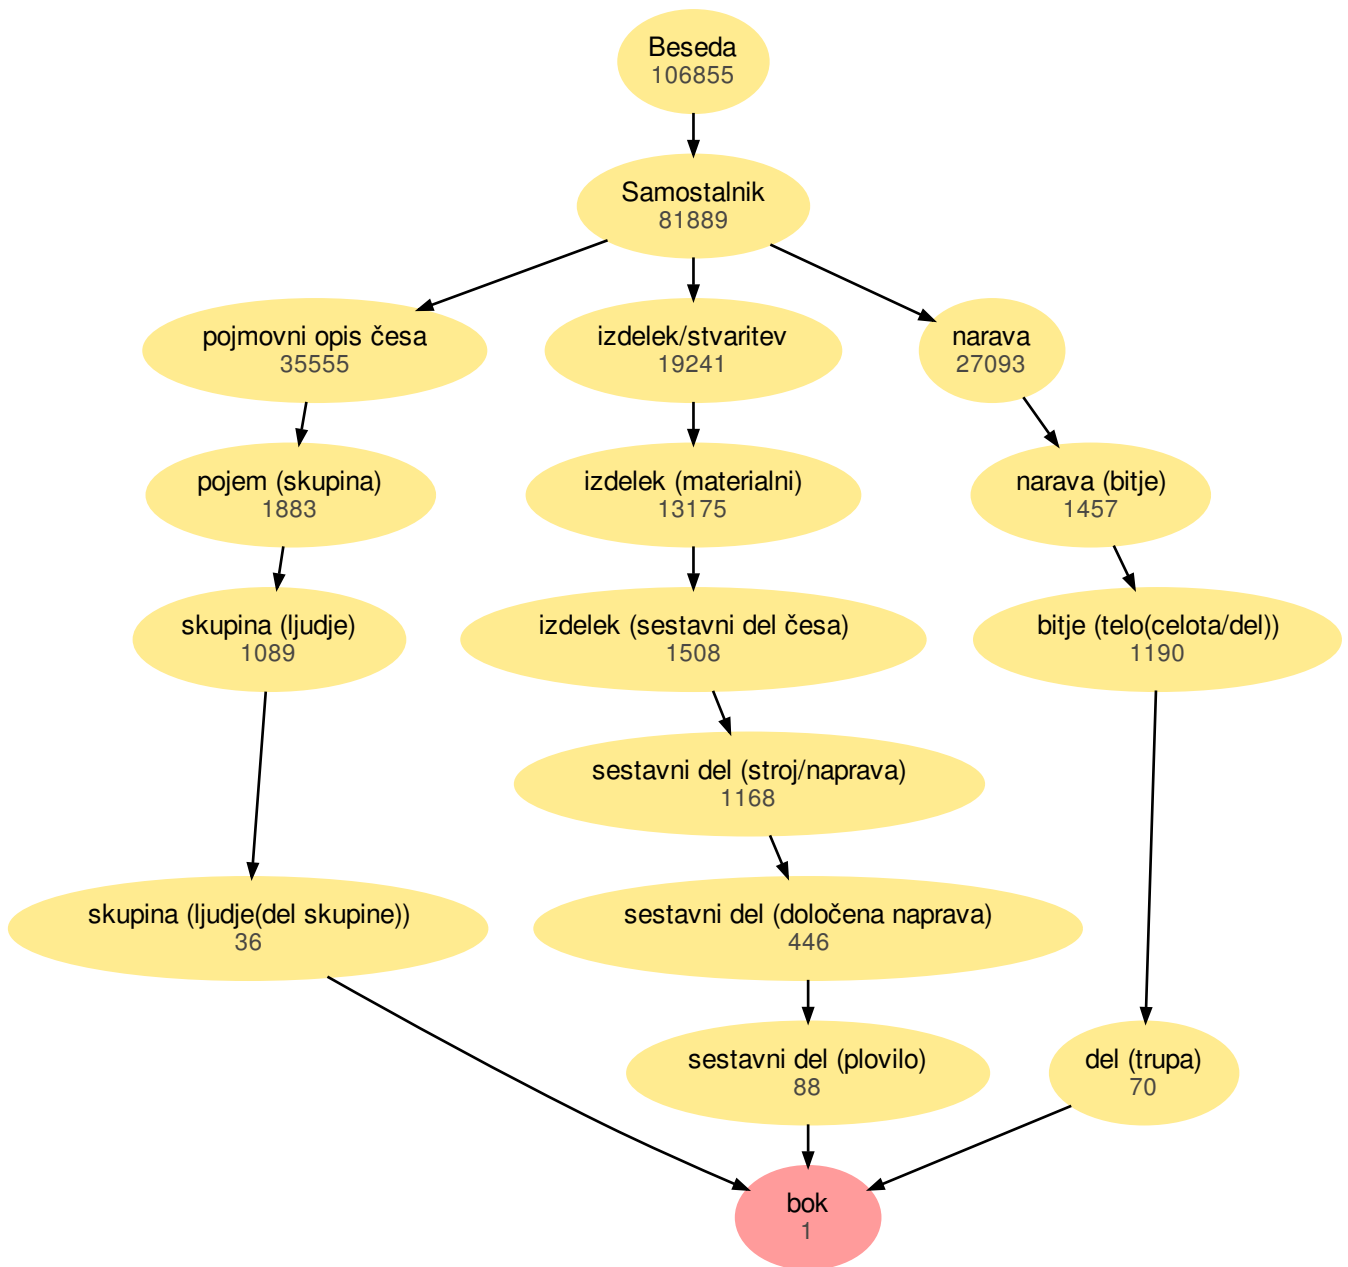 Beseda
106855
Samostalnik
81889
pojmovni opis česa
35555
izdelek/stvaritev
19241
narava
27093
pojem (skupina)
1883
izdelek (materialni)
13175
narava (bitje)
1457
skupina (ljudje)
1089
izdelek (sestavni del česa)
1508
bitje (telo(celota/del))
1190
sestavni del (stroj/naprava)
1168
skupina (ljudje(del skupine))
36
sestavni del (določena naprava)
446
sestavni del (plovilo)
88
del (trupa)
70
bok
1